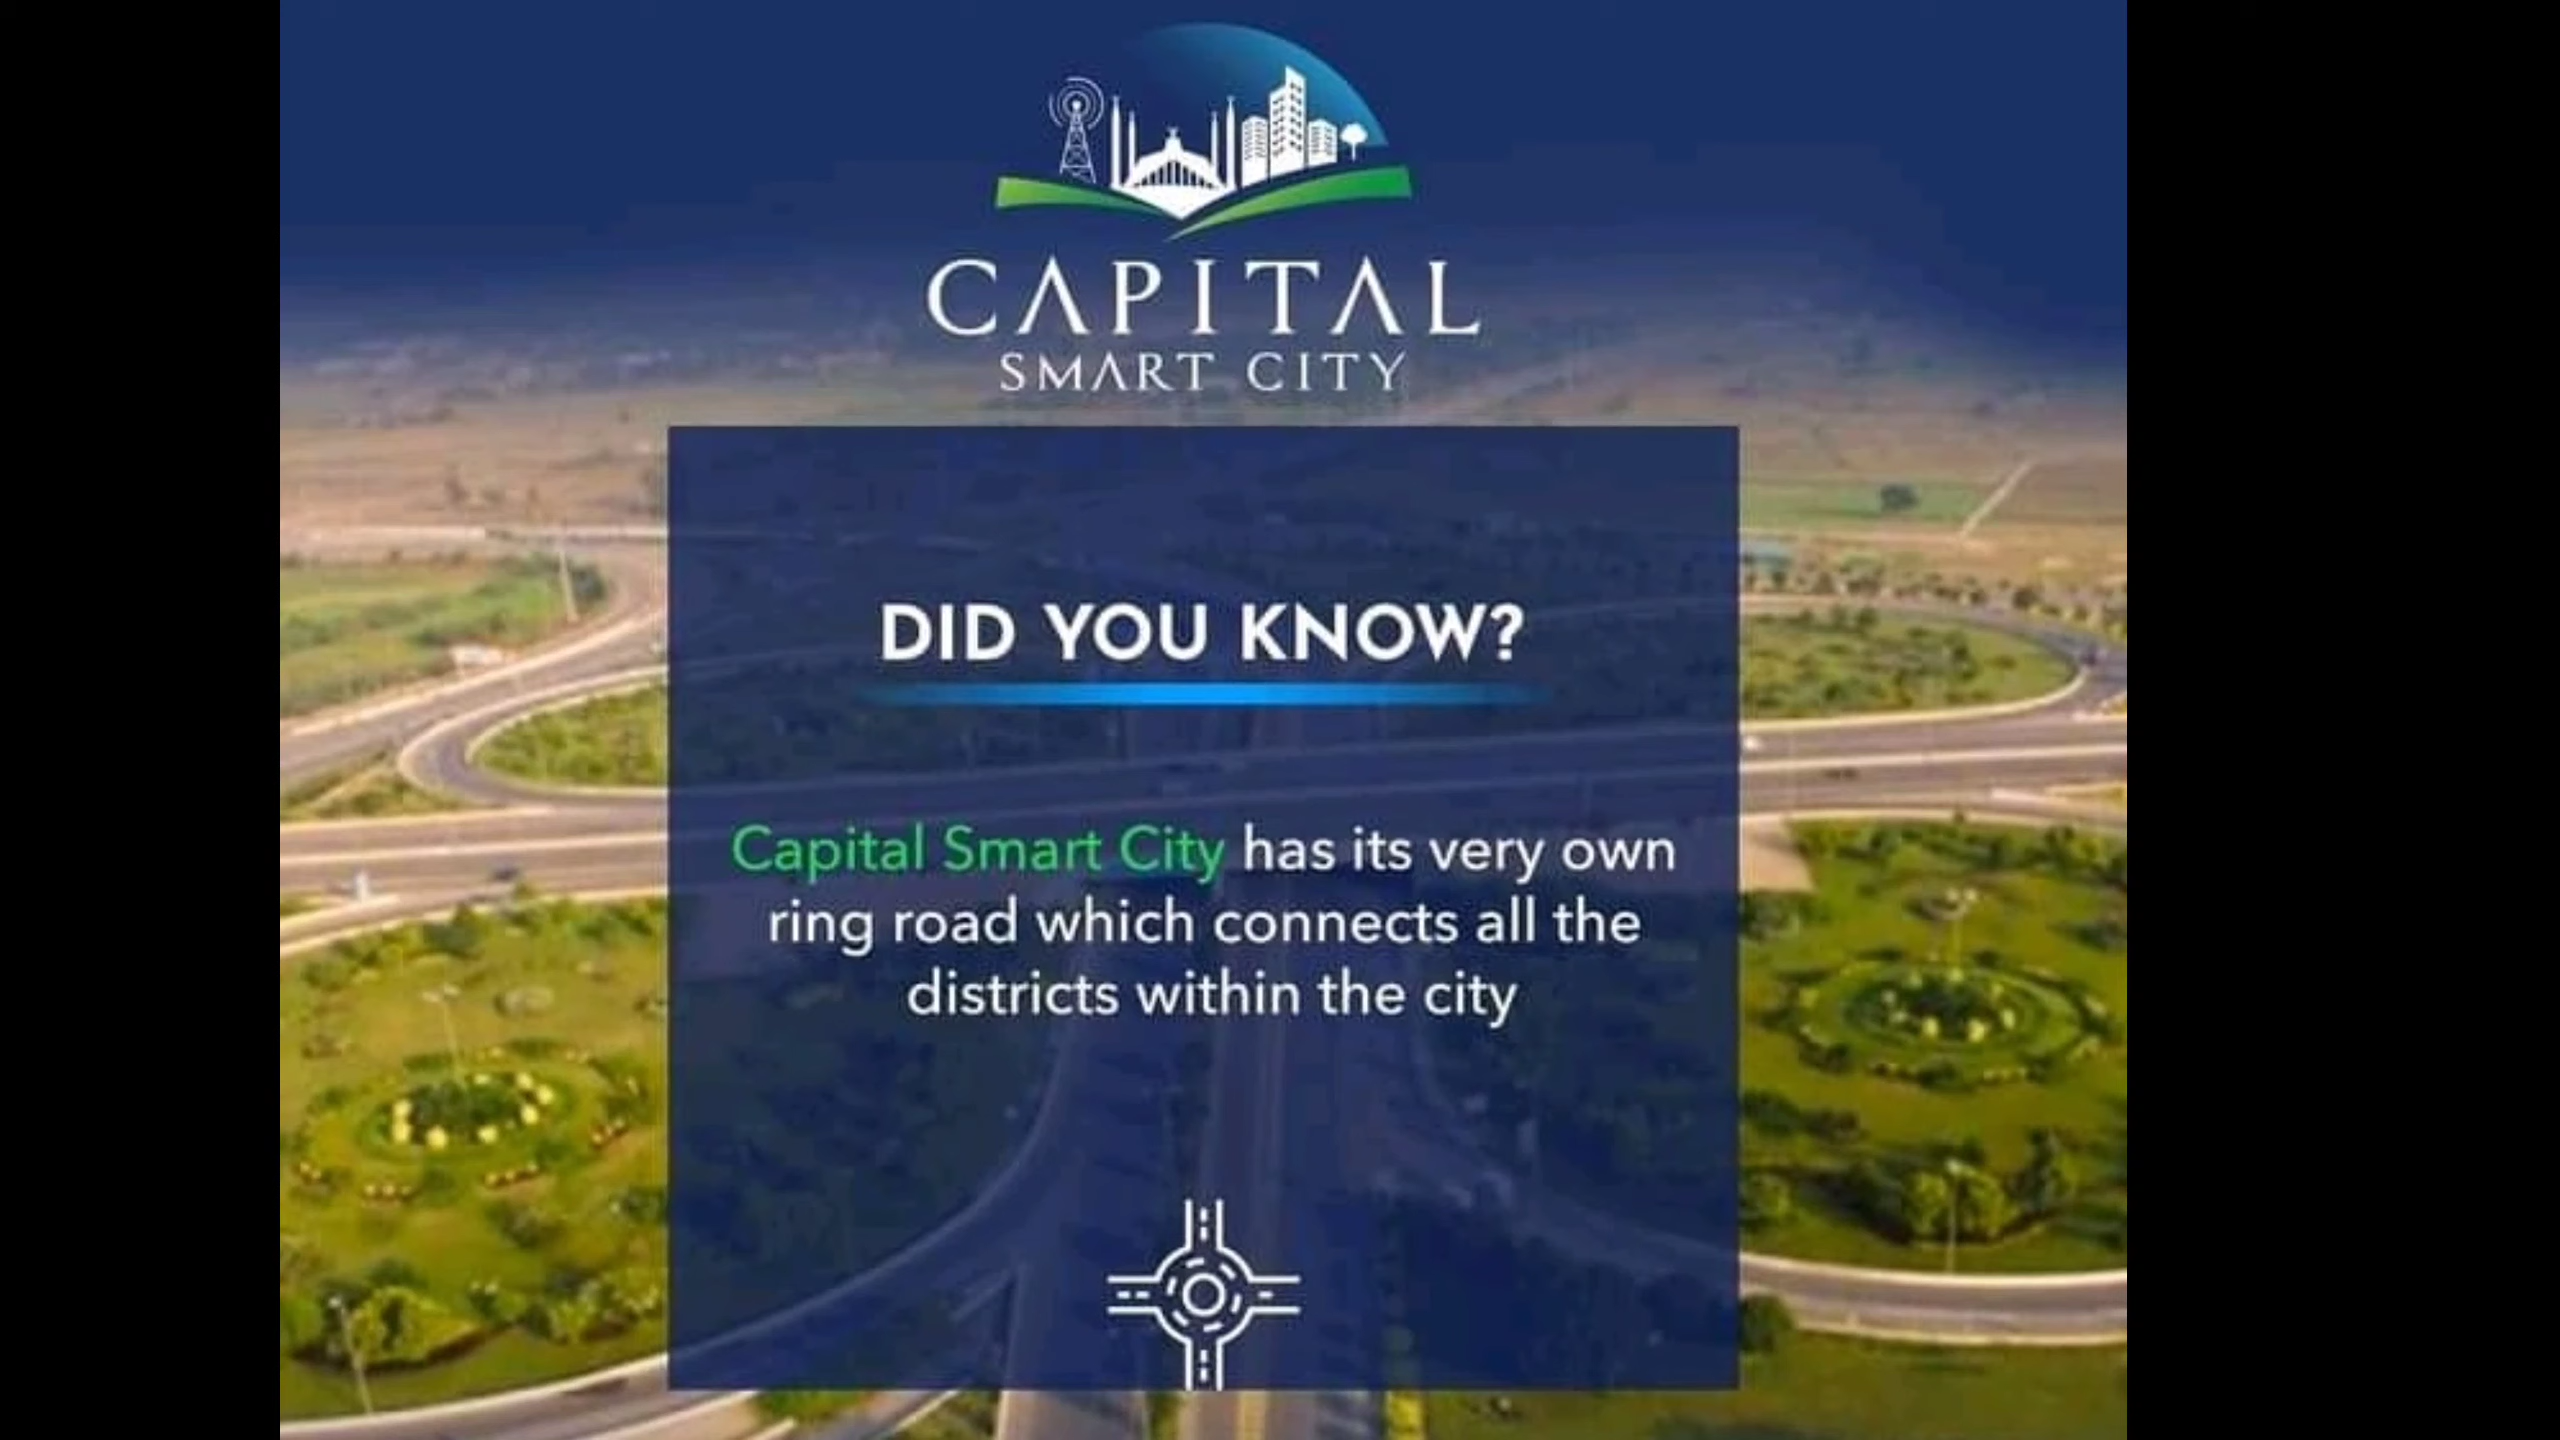 CAPITAL
SMART CITY
DID YOU KNOW?
Capital Smart City has its very own
ring road which connects all the
districts within the city